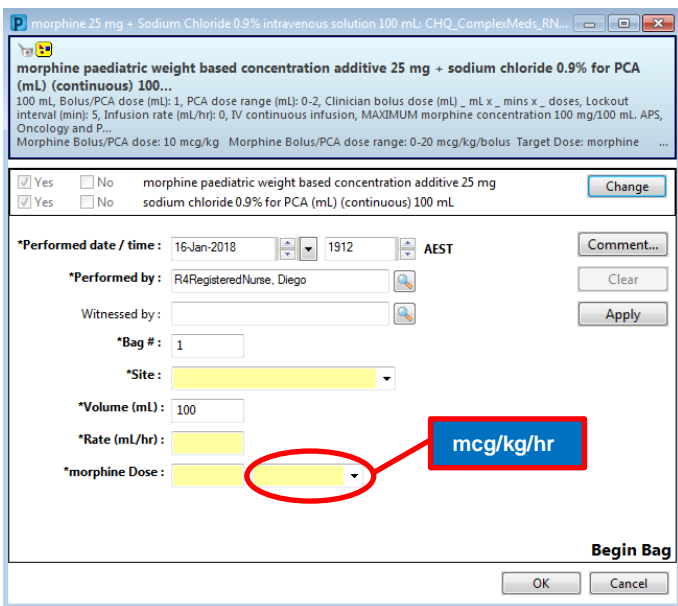 P morphine 25 mg + Sodium Chloride 0.9% intravenous solution 100 mL: CHQ_ComplexMeds_RN...
morphine paediatric weight based concentration additive 25 mg + sodium chloride 0.9% for PCA
(mL) (continuous) 100...
100 mL, Bolus/PCA dose (mL): 1, PCA dose range (mL): 0-2, Clinician bolus dose (mL) _ mL x _ mins x _ doses, Lockout
interval (min): 5, Infusion rate (mL/hr): 0, IV continuous infusion, MAXIMUM morphine concentration 100 mg/100 mL. APS,
Oncology and P...
Morphine Bolus/PCA dose: 10 mcg/kg Morphine Bolus/PCA dose range: 0-20 mcg/kg/bolus Target Dose: morphine ...
Yes No morphine paediatric weight based concentration additive 25 mg Change
Yes No sodium chloride 0.9% for PCA (mL) (continuous) 100 mL
*Performed date / time : 16-Jan-2018 1912 AEST Comment...
*Performed by : R4RegisteredNurse, Diego Clear
Witnessed by : Apply
*Bag # : 1
*Site :
*Volume (mL) : 100
*Rate (mL/hr) :
mcg/kg/hr
*morphine Dose :
Begin Bag
OK Cancel